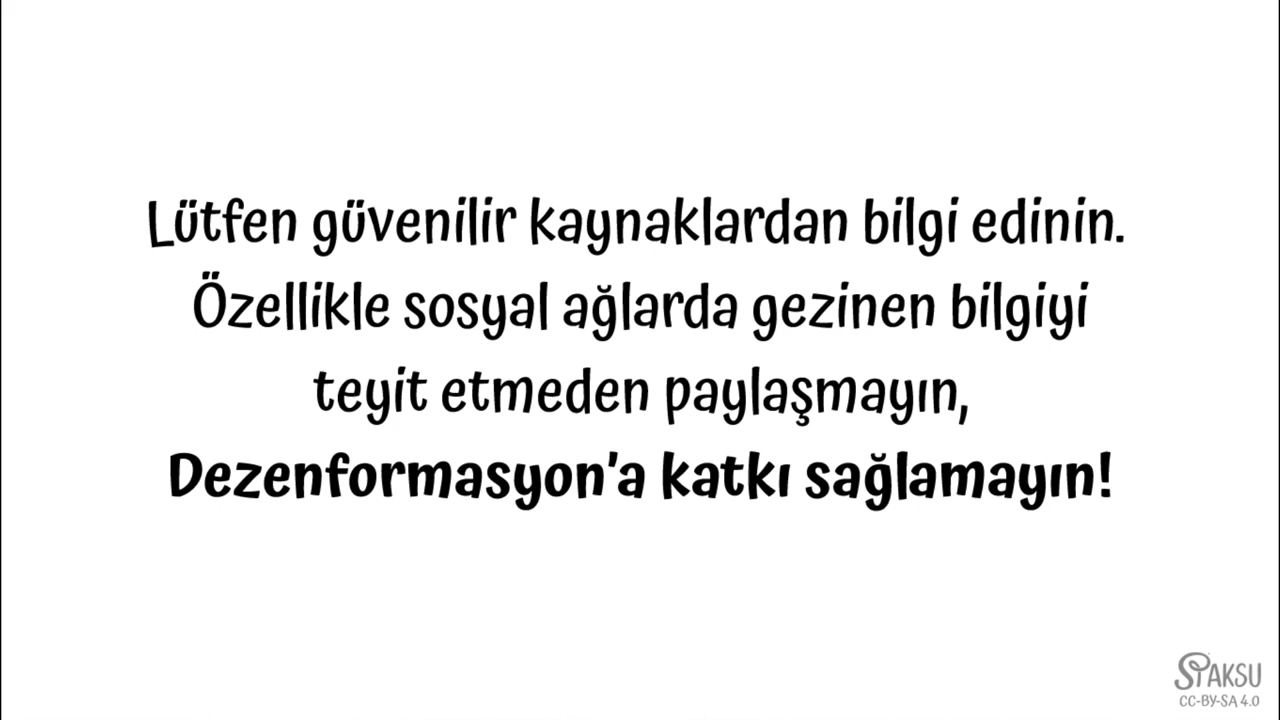 Lütfen güvenilir kaynaklardan bilgi edinin.
Özellikle sosyal ağlarda gezinen bilgiyi
teyit etmeden paylaşmayın,
Dezenformasyon'a katkı sağlamayın!
SPAKSU
CC-BY-SA 4.0